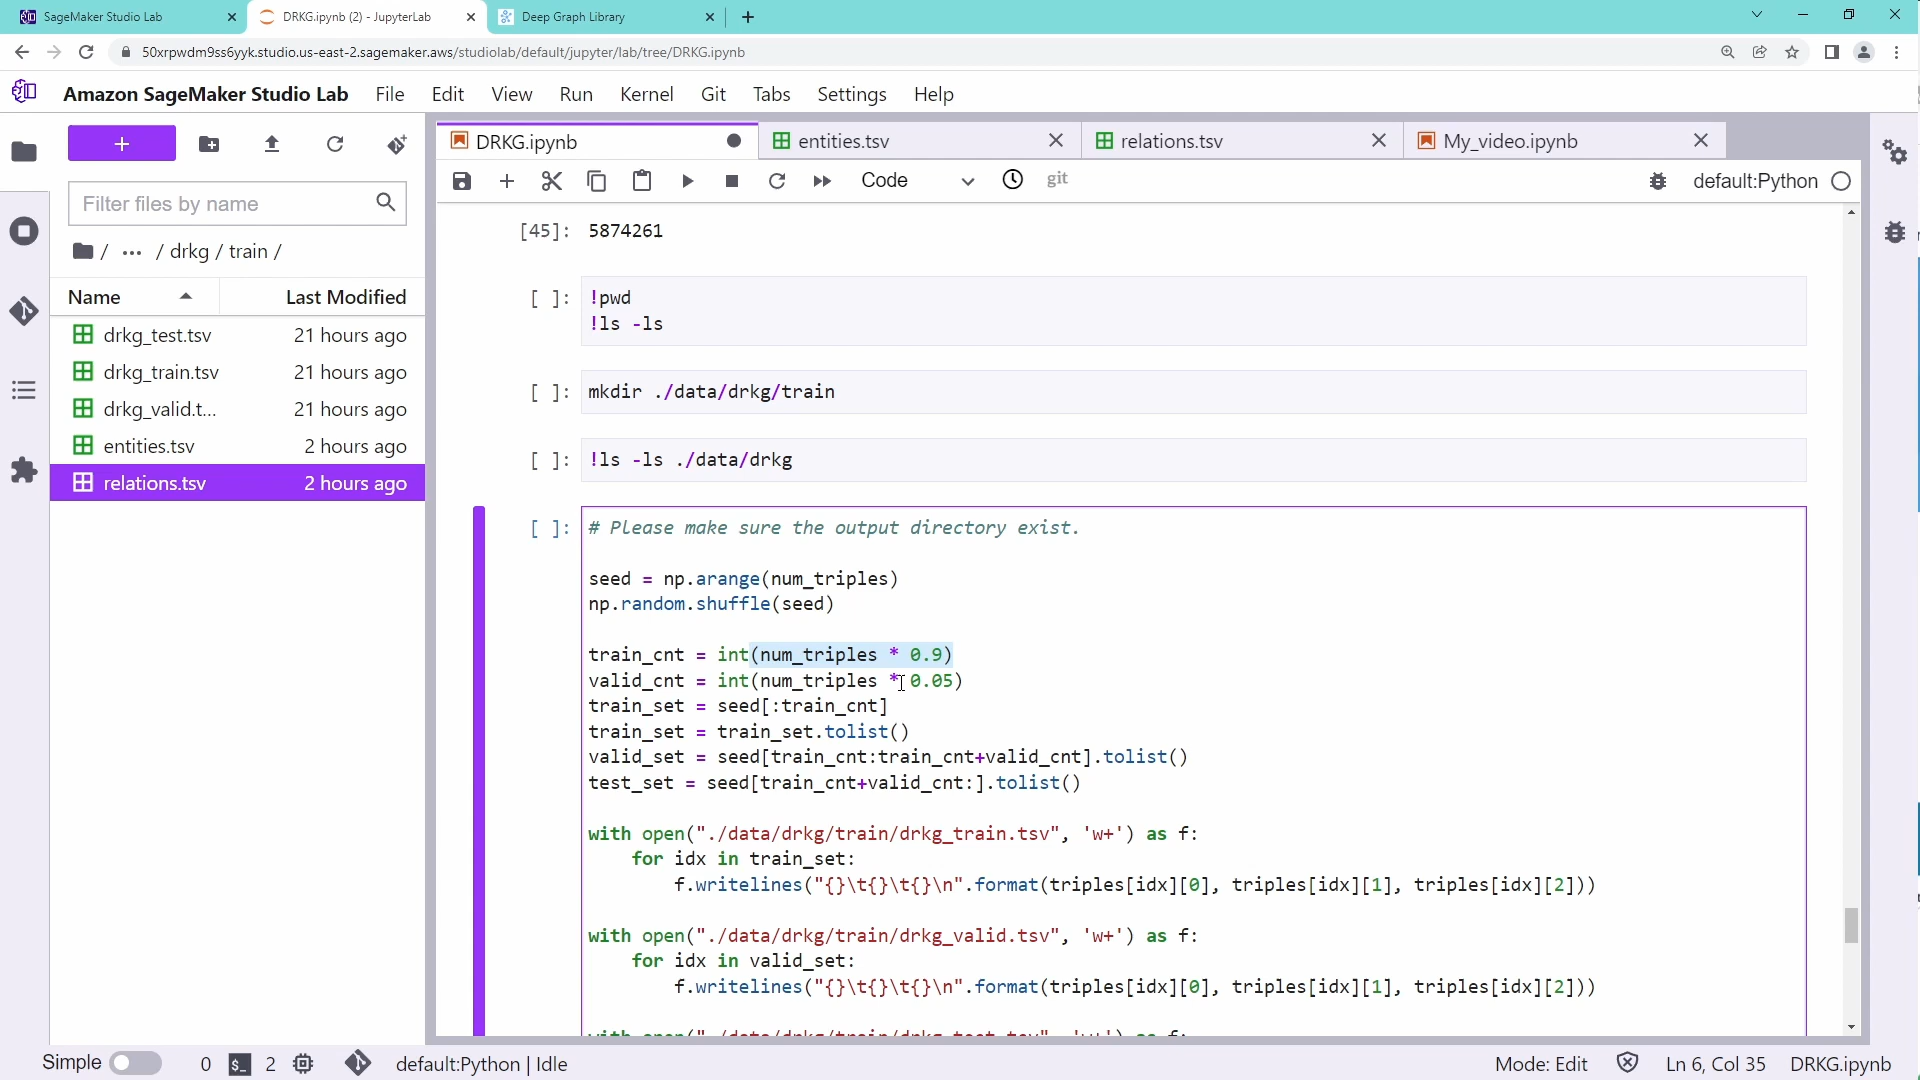 SageMaker Studio Lab
DRKG.ipynb (2) - JupyterLab
Deep Graph Library
50xrpwdm9ss6yyk.studio.us-east-2.sagemaker.aws/studiolab/default/jupyter/lab/tree/DRKG.ipynb
Amazon SageMaker Studio Lab File Edit View Run Kernel Git Tabs Settings Help
DRKG.ipynb entities.tsv relations.tsv My_video.ipynb
Code git default:Python
Filter files by name
/ ... / drkg / train /
Name Last Modified
drkg_test.tsv 21 hours ago
drkg_train.tsv 21 hours ago
drkg_valid.t... 21 hours ago
entities.tsv 2 hours ago
relations.tsv 2 hours ago
[45]: 5874261
[ ]: !pwd
!ls -ls
[ ]: mkdir ./data/drkg/train
[ ]: !ls -ls ./data/drkg
[ ]: # Please make sure the output directory exist.
seed = np.arange(num_triples)
np.random.shuffle(seed)
train_cnt = int(num_triples * 0.9)
valid_cnt = int(num_triples * 0.05)
train_set = seed[:train_cnt]
train_set = train_set.tolist()
valid_set = seed[train_cnt:train_cnt+valid_cnt].tolist()
test_set = seed[train_cnt+valid_cnt:].tolist()
with open("./data/drkg/train/drkg_train.tsv", 'w+') as f:
for idx in train_set:
f.writelines("{}\t{}\t{}\n".format(triples[idx][0], triples[idx][1], triples[idx][2]))
with open("./data/drkg/train/drkg_valid.tsv", 'w+') as f:
for idx in valid_set:
f.writelines("{}\t{}\t{}\n".format(triples[idx][0], triples[idx][1], triples[idx][2]))
with open("./data/drkg/train/drkg_test.tsv", 'w+') as f:
Simple 0 $_ 2 default:Python | Idle Mode: Edit Ln 6, Col 35 DRKG.ipynb